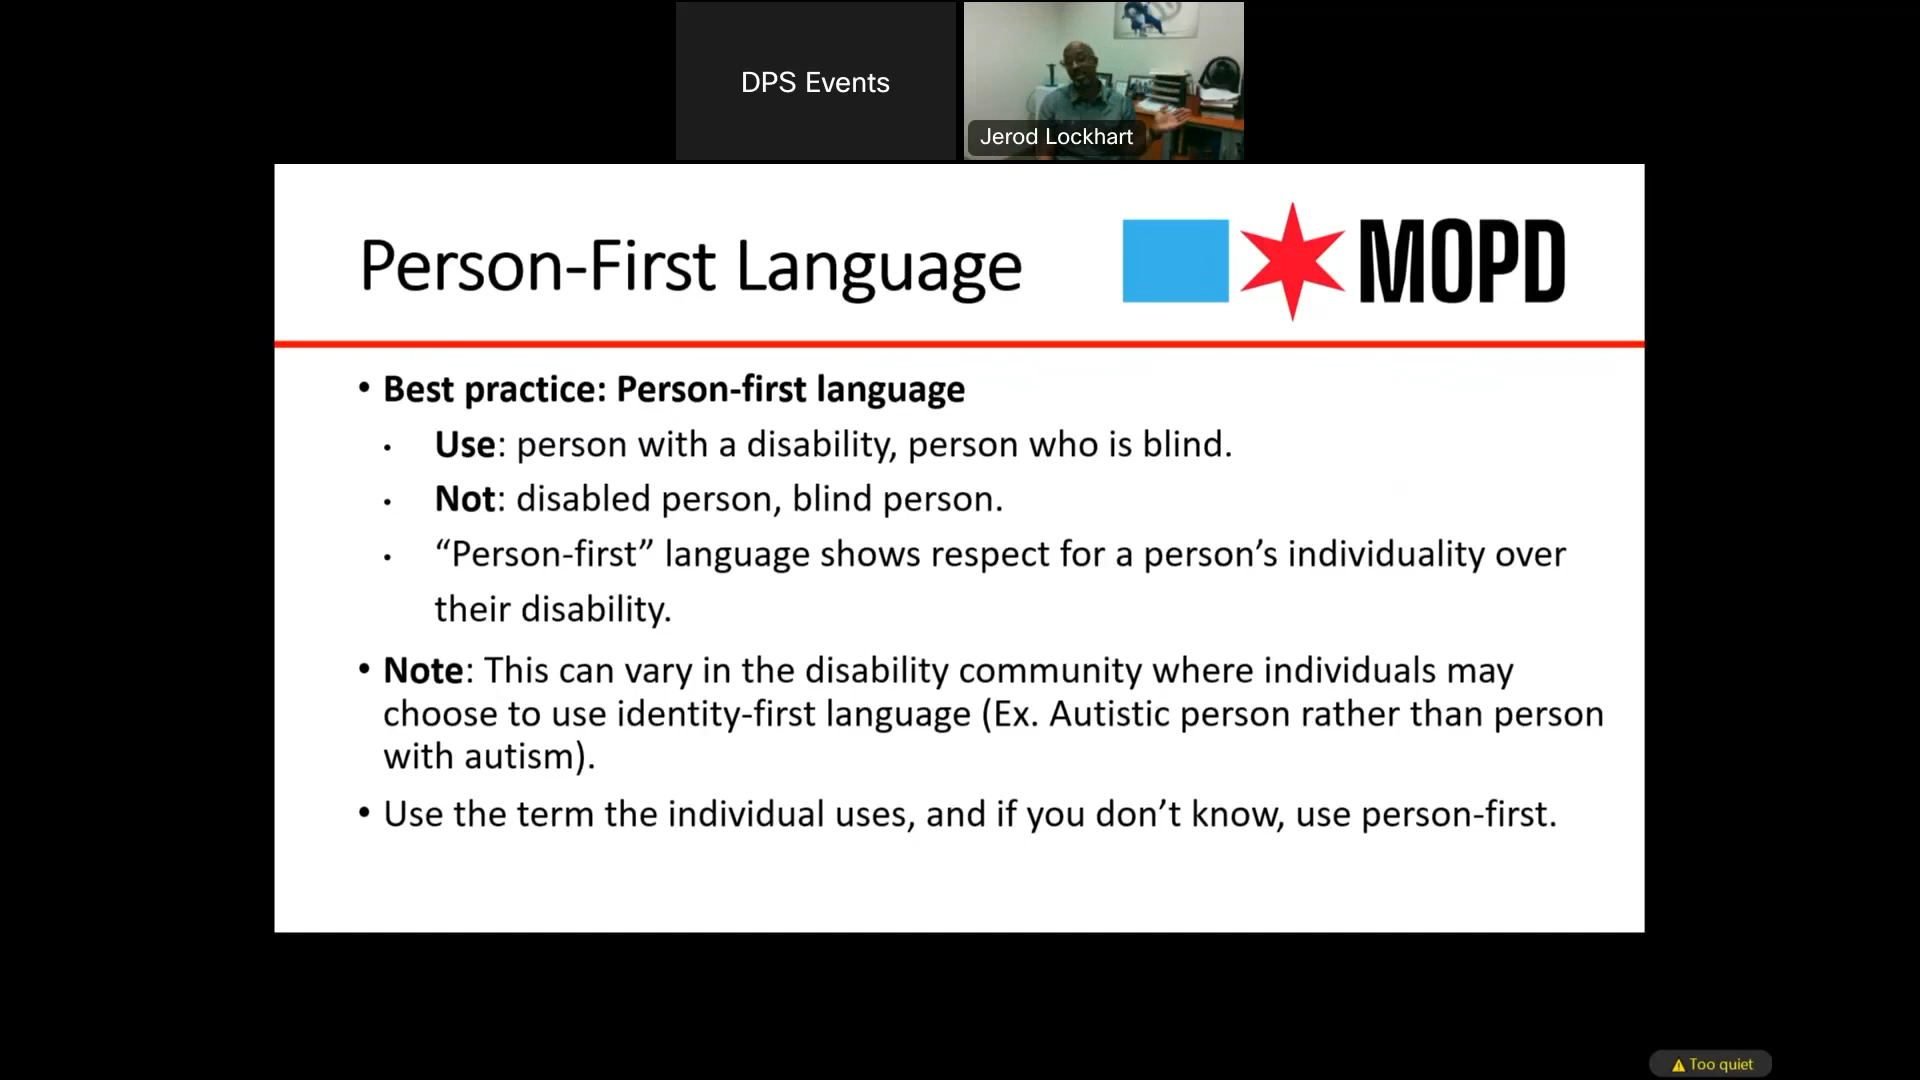 DPS Events
Jerod Lockhart
Person-First Language
MOPD
• Best practice: Person-first language
• Use: person with a disability, person who is blind.
• Not: disabled person, blind person.
• “Person-first” language shows respect for a person’s individuality over
their disability.
• Note: This can vary in the disability community where individuals may
choose to use identity-first language (Ex. Autistic person rather than person
with autism).
• Use the term the individual uses, and if you don’t know, use person-first.
Too quiet